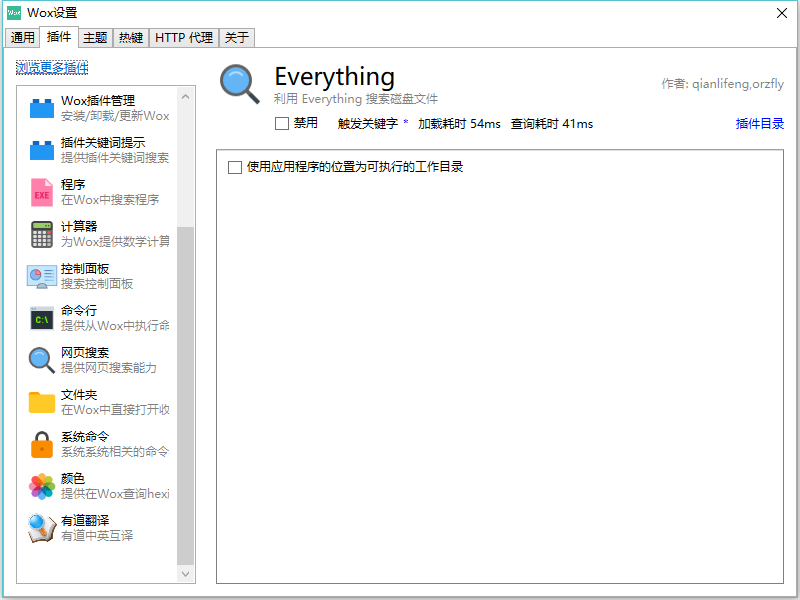 Wox
Wox设置
通用 插件 主题 热键 HTTP 代理 关于
浏览更多插件
Wox插件管理
安装/卸载/更新Wox
插件关键词提示
提供插件关键词搜索
程序
EXE
在Wox中搜索程序
计算器
为Wox提供数学计算
控制面板
搜索控制面板
命令行
C:\
提供从Wox中执行命
网页搜索
提供网页搜索能力
文件夹
在Wox中直接打开收
系统命令
系统系统相关的命令
颜色
提供在Wox查询hexi
有道翻译
有道中英互译
Everything
作者: qianlifeng,orzfly
利用 Everything 搜索磁盘文件
禁用 触发关键字 * 加载耗时 54ms 查询耗时 41ms 插件目录
使用应用程序的位置为可执行的工作目录